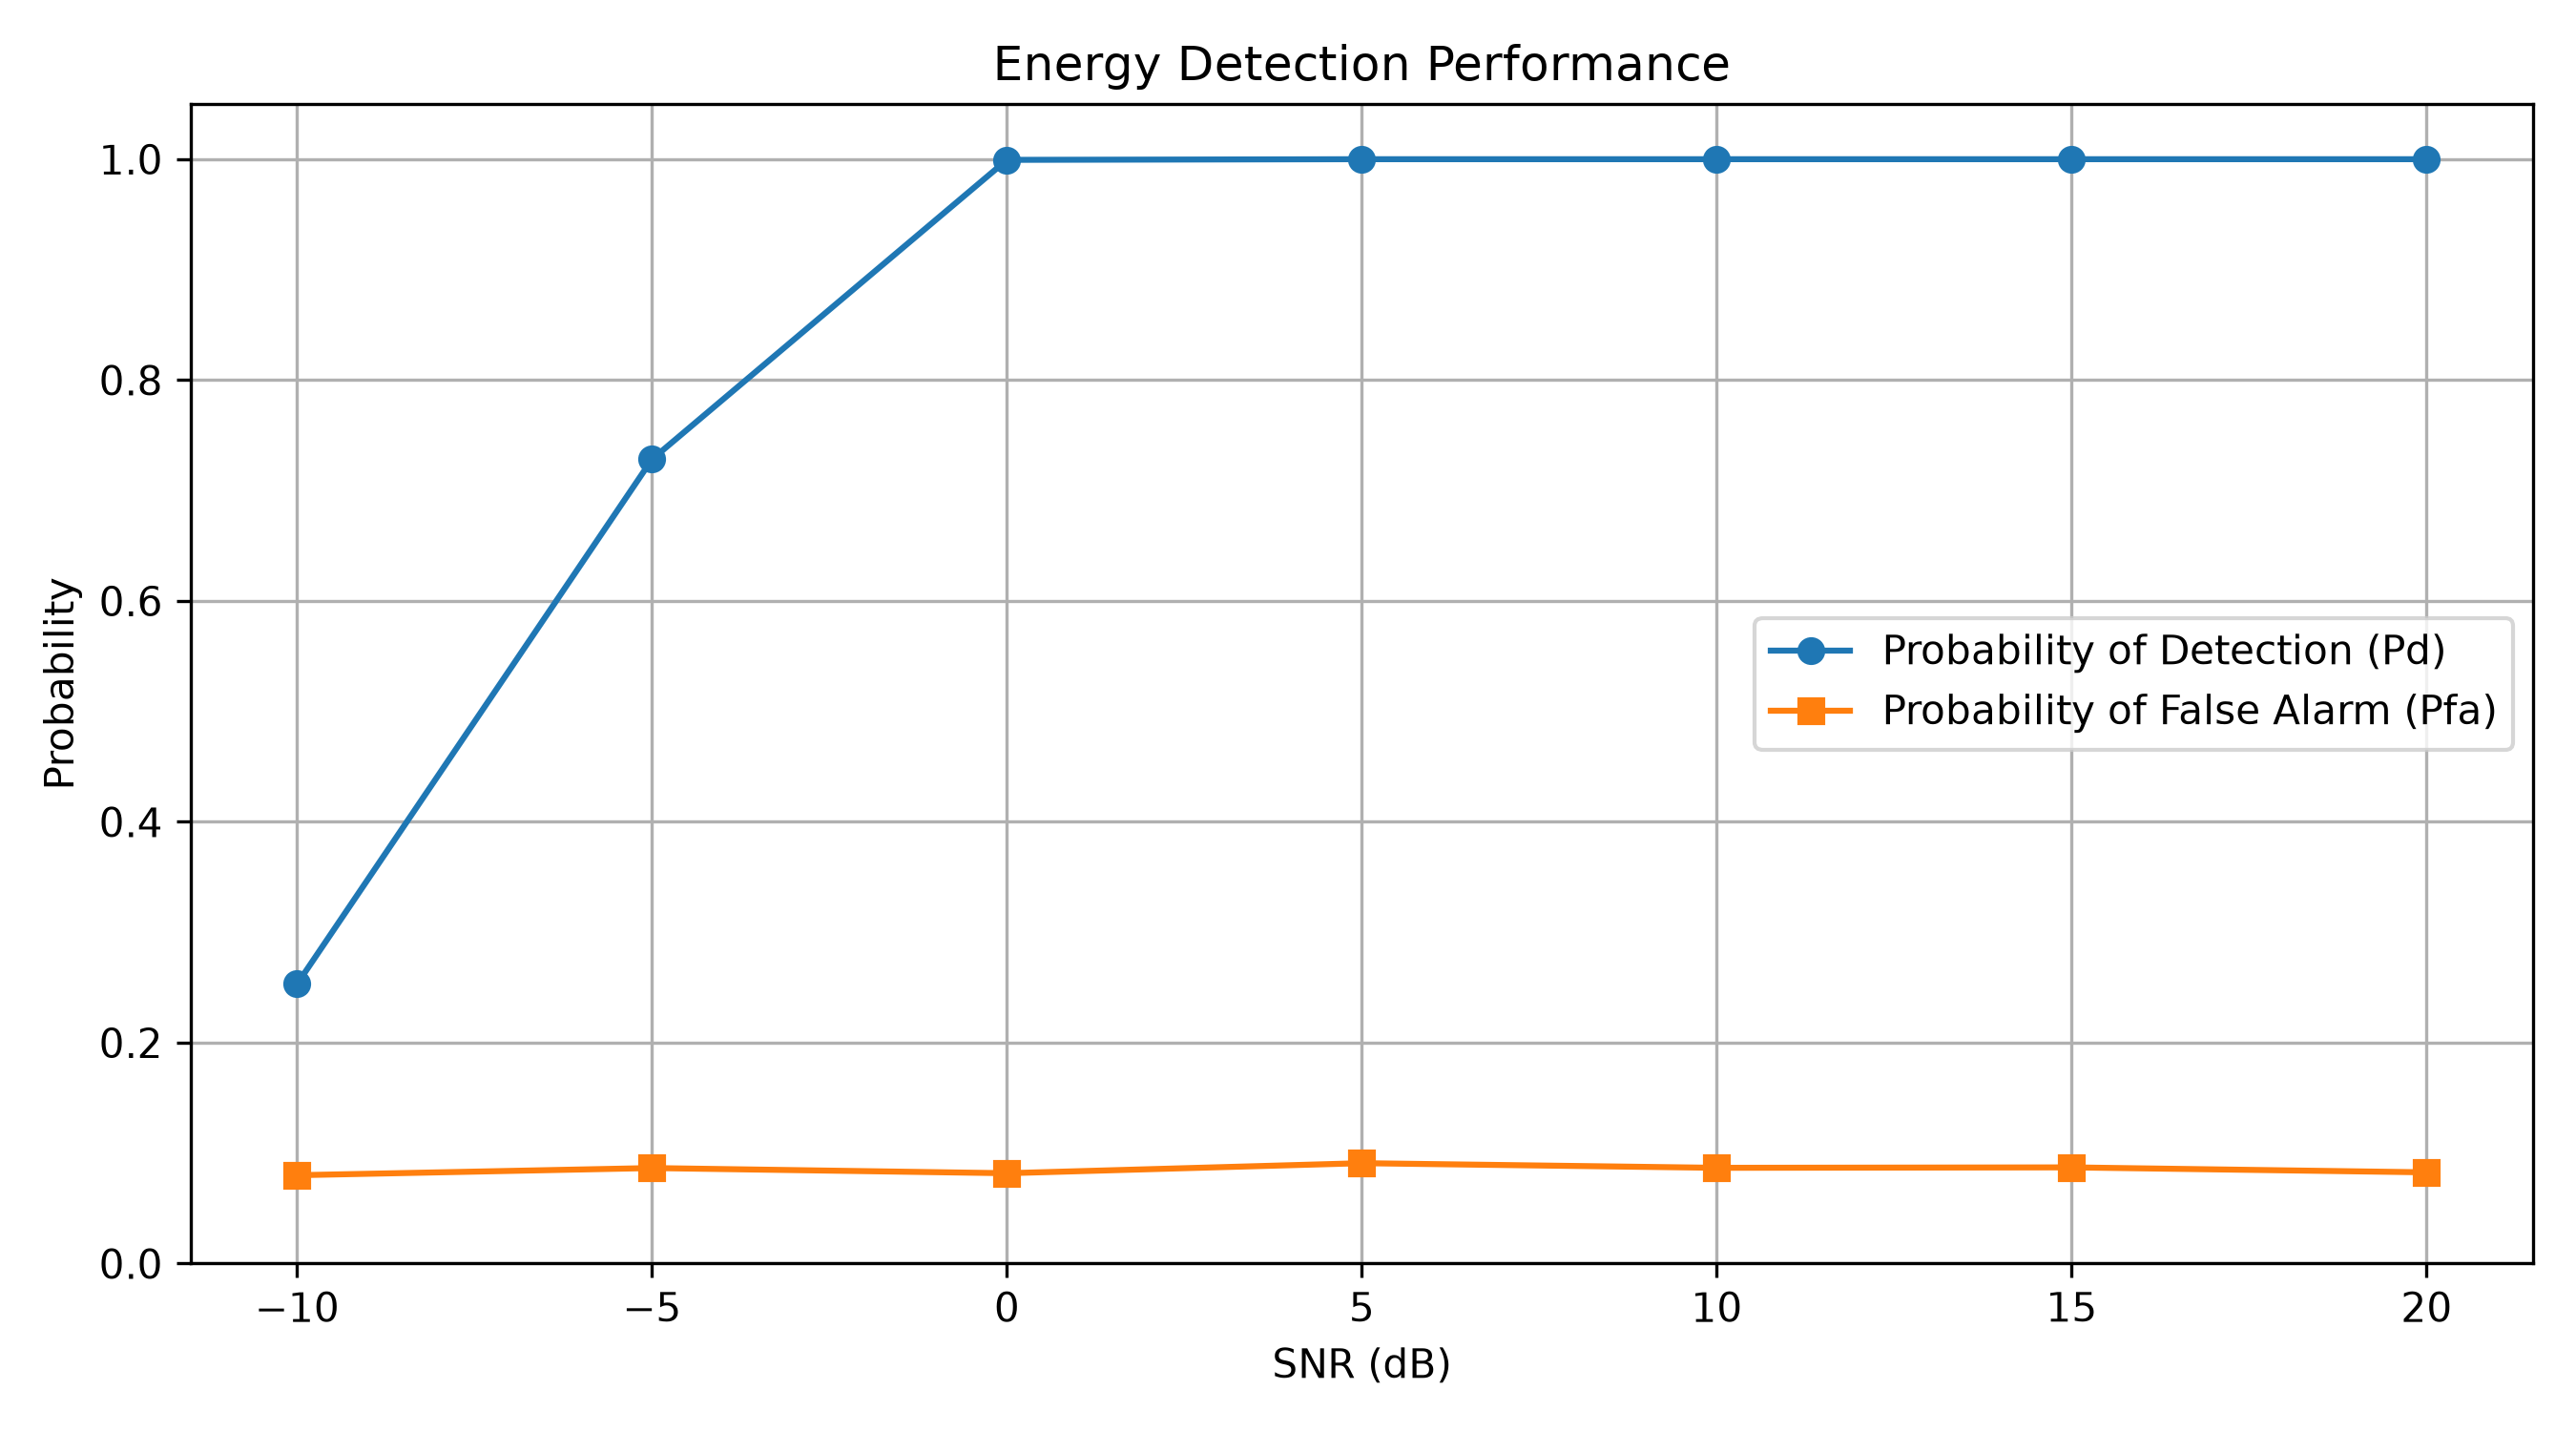 Energy Detection Performance
Probability
1.0
0.8
0.6
0.4
0.2
0.0
Probability of Detection (Pd)
Probability of False Alarm (Pfa)
−10 −5 0 5 10 15 20
SNR (dB)